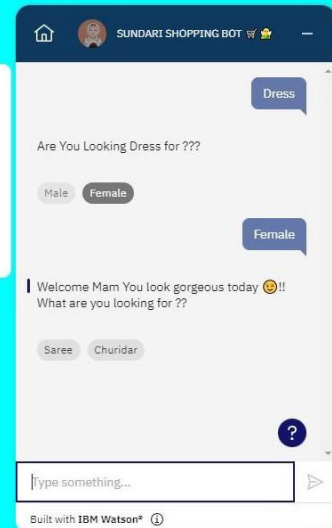 SUNDARI SHOPPING BOT 🛒 👗
Dress
Are You Looking Dress for ???
Male Female
Female
Welcome Mam You look gorgeous today 😉!!
What are you looking for ??
Saree Churidar
?
Type something...
Built with IBM Watson®